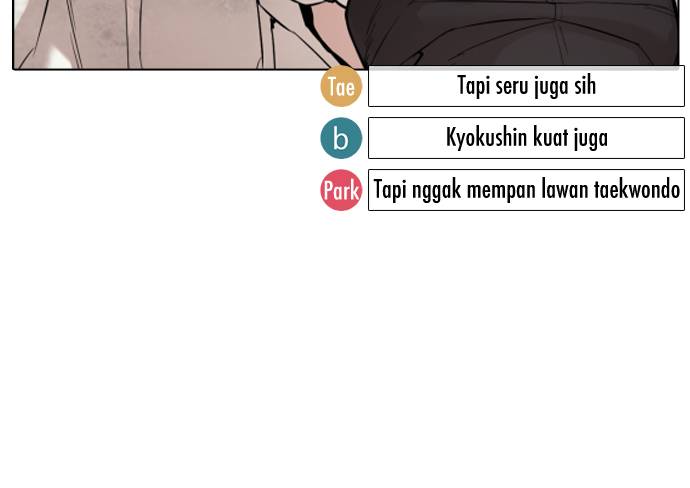 Tae Tapi seru juga sih
b Kyokushin kuat juga
Park Tapi nggak mempan lawan taekwondo